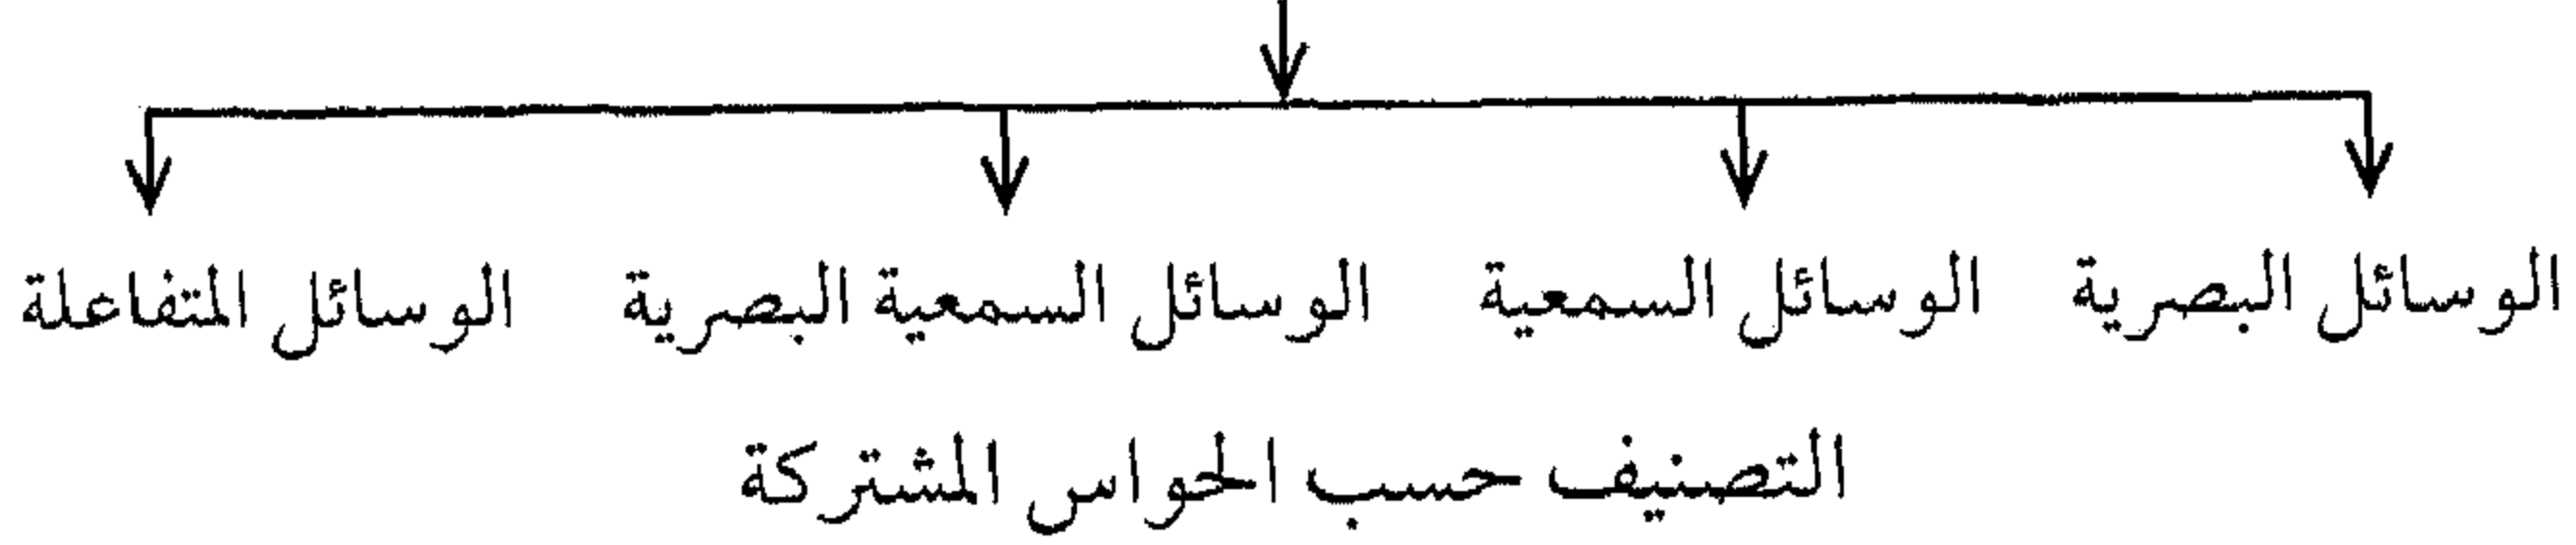 الوسائل البصرية الوسائل السمعية الوسائل السمعية البصرية الوسائل المتفاعلة
التصنيف حسب الحواس المشتركة